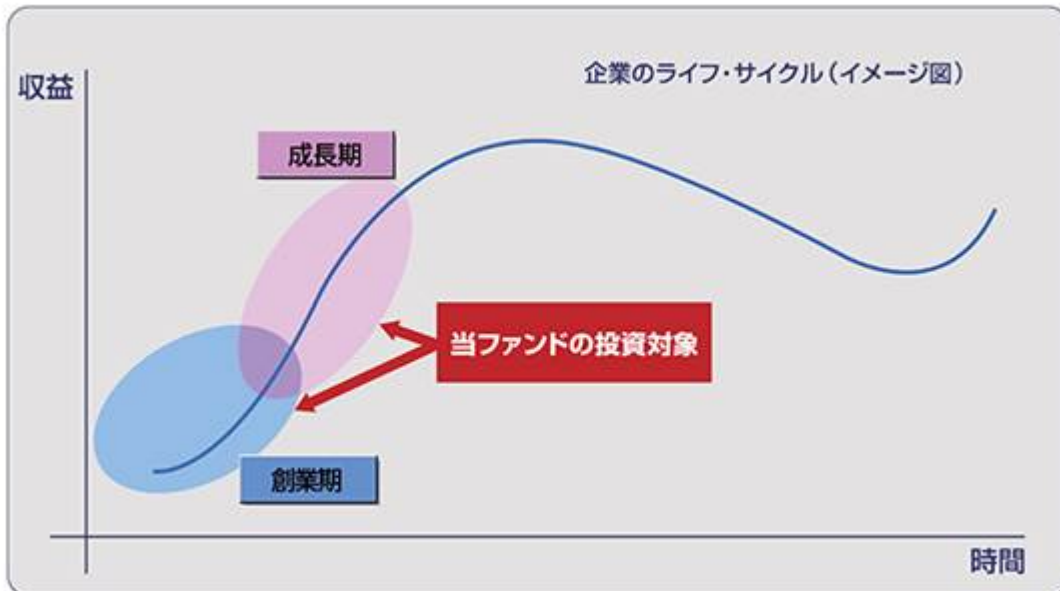 企業のライフ・サイクル(イメージ図)
収益
成長期
当ファンドの投資対象
創業期
時間